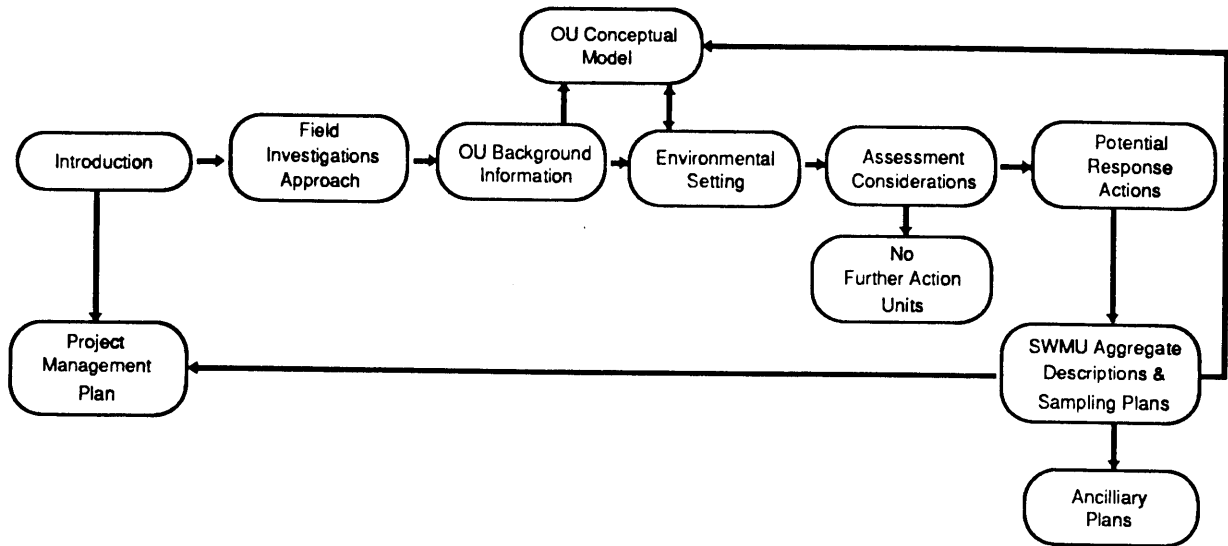 OU Conceptual
Model
Introduction
Field
Investigations
Approach
OU Background
Information
Environmental
Setting
Assessment
Considerations
Potential
Response
Actions
No
Further Action
Units
Project
Management
Plan
SWMU Aggregate
Descriptions &
Sampling Plans
Ancilliary
Plans